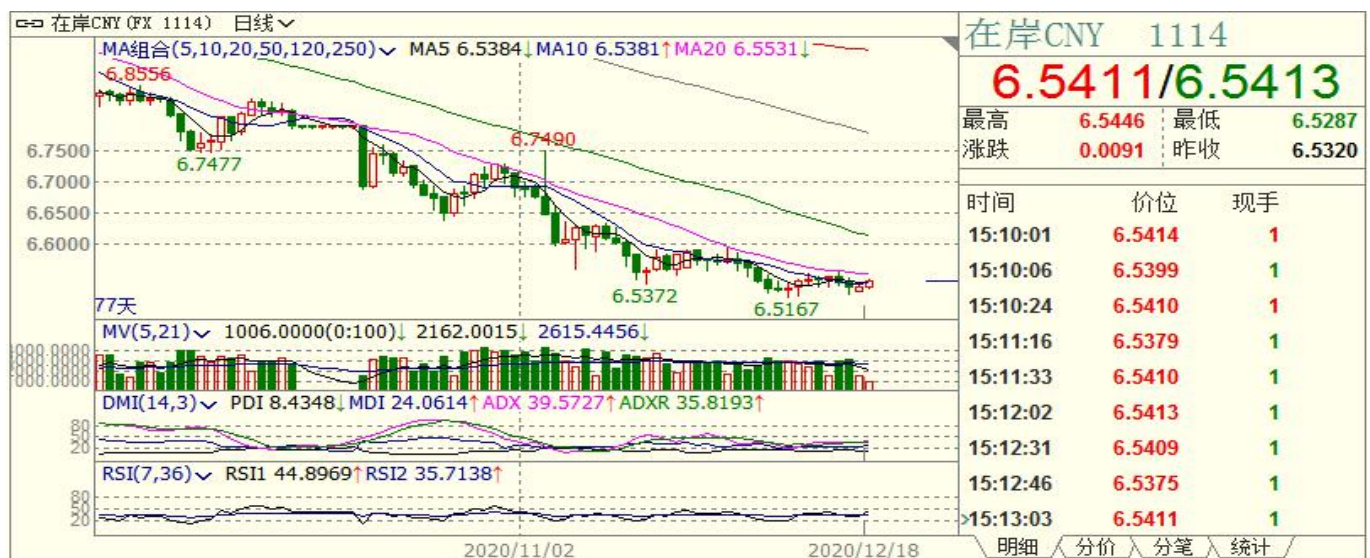 在岸CNY(FX 1114) 日线
MA组合(5,10,20,50,120,250) MA5 6.5384↓ MA10 6.5381↑ MA20 6.5531↓
6.8556
6.7490
6.7500
6.7477
6.7000
6.6500
6.6000
6.5372
6.5167
77天
MV(5,21) 1006.0000(0:100)↓ 2162.0015↓ 2615.4456↓
DMI(14,3) PDI 8.4348↓ MDI 24.0614↑ ADX 39.5727↑ ADXR 35.8193↑
80
20
RSI(7,36) RSI1 44.8969↑ RSI2 35.7138↑
80
50
20
2020/11/02 2020/12/18
在岸CNY 1114
6.5411/6.5413
最高 6.5446 最低 6.5287
涨跌 0.0091 昨收 6.5320
时间 价位 现手
15:10:01 6.5414 1
15:10:06 6.5399 1
15:10:24 6.5410 1
15:11:16 6.5379 1
15:11:33 6.5410 1
15:12:02 6.5413 1
15:12:31 6.5409 1
15:12:46 6.5375 1
15:13:03 6.5411 1
明细 分价 分笔 统计